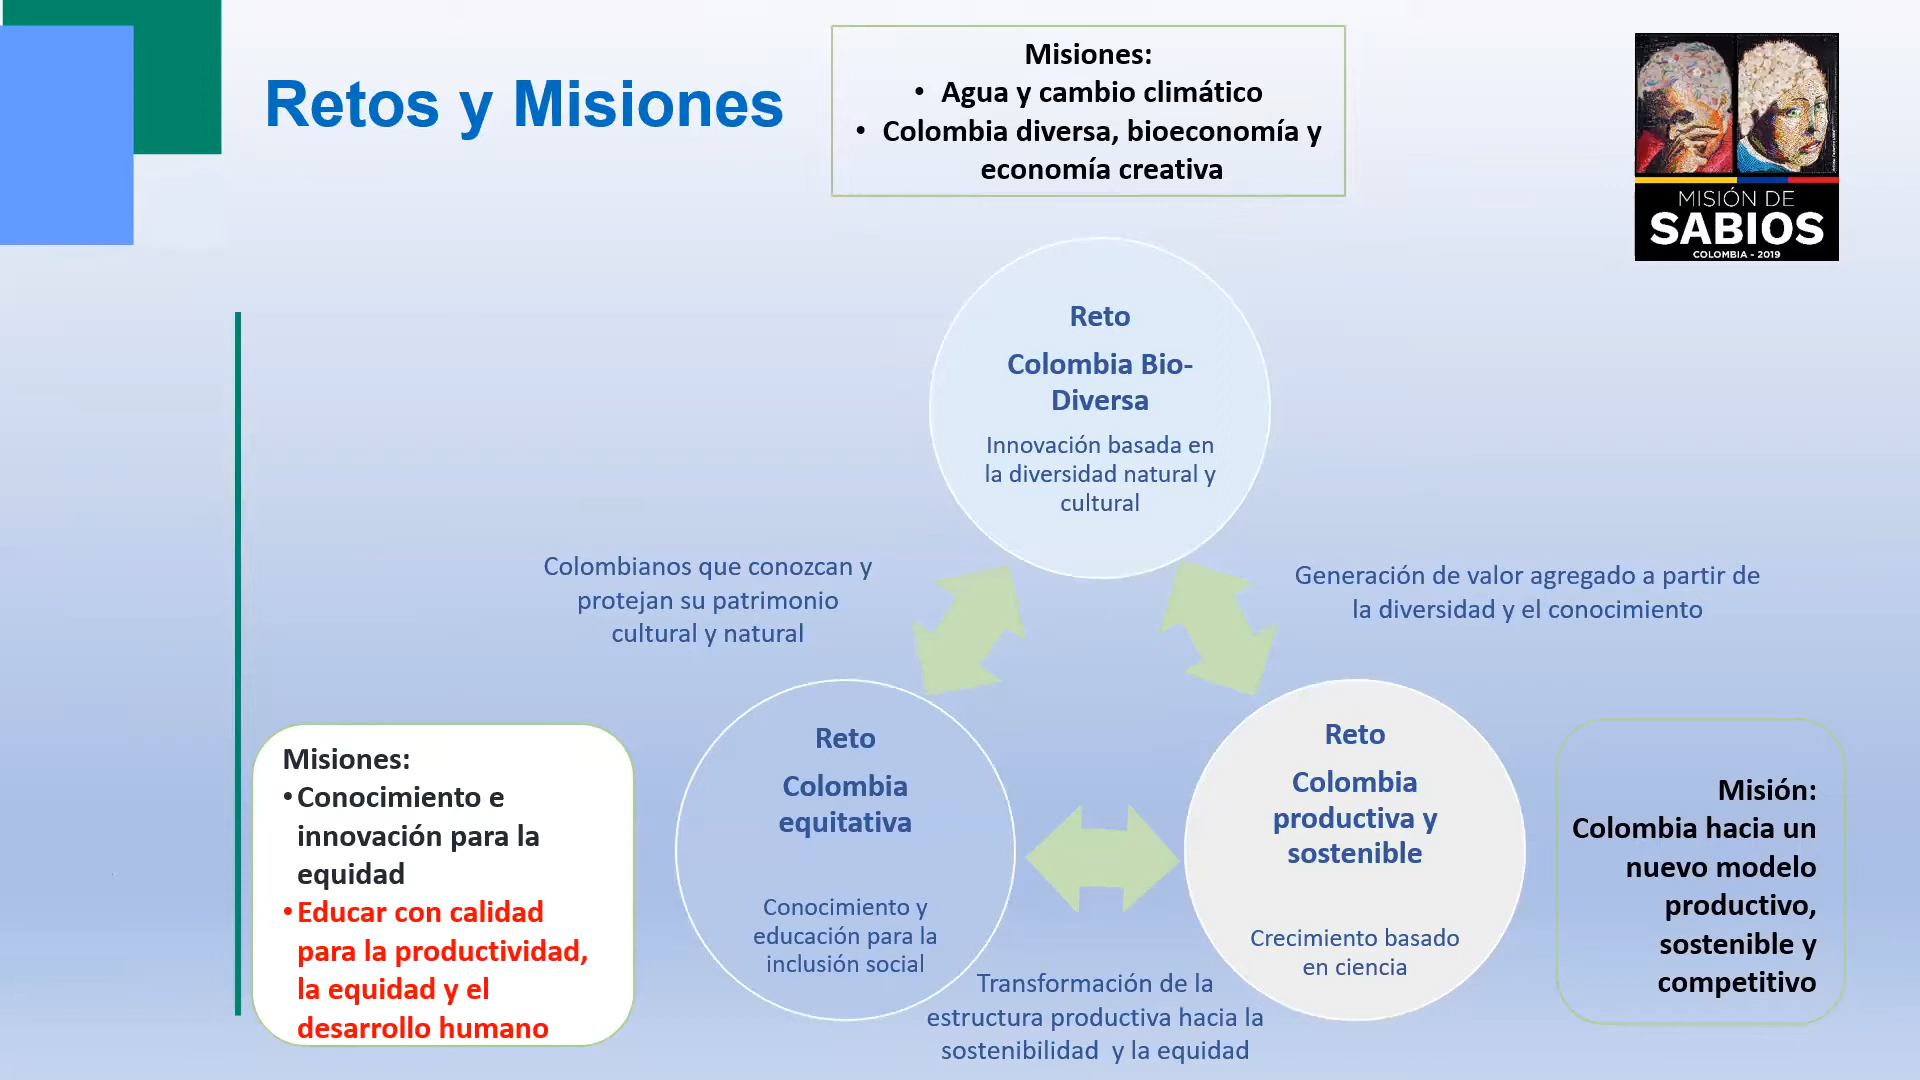 Retos y Misiones
Misiones:
• Agua y cambio climático
• Colombia diversa, bioeconomía y
economía creativa
MISIÓN DE
SABIOS
COLOMBIA - 2019
Reto
Colombia Bio-
Diversa
Innovación basada en
la diversidad natural y
cultural
Colombianos que conozcan y
protejan su patrimonio
cultural y natural
Generación de valor agregado a partir de
la diversidad y el conocimiento
Misiones:
• Conocimiento e
innovación para la
equidad
• Educar con calidad
para la productividad,
la equidad y el
desarrollo humano
Reto
Colombia
equitativa
Conocimiento y
educación para la
inclusión social
Reto
Colombia
productiva y
sostenible
Crecimiento basado
en ciencia
Transformación de la
estructura productiva hacia la
sostenibilidad y la equidad
Misión:
Colombia hacia un
nuevo modelo
productivo,
sostenible y
competitivo